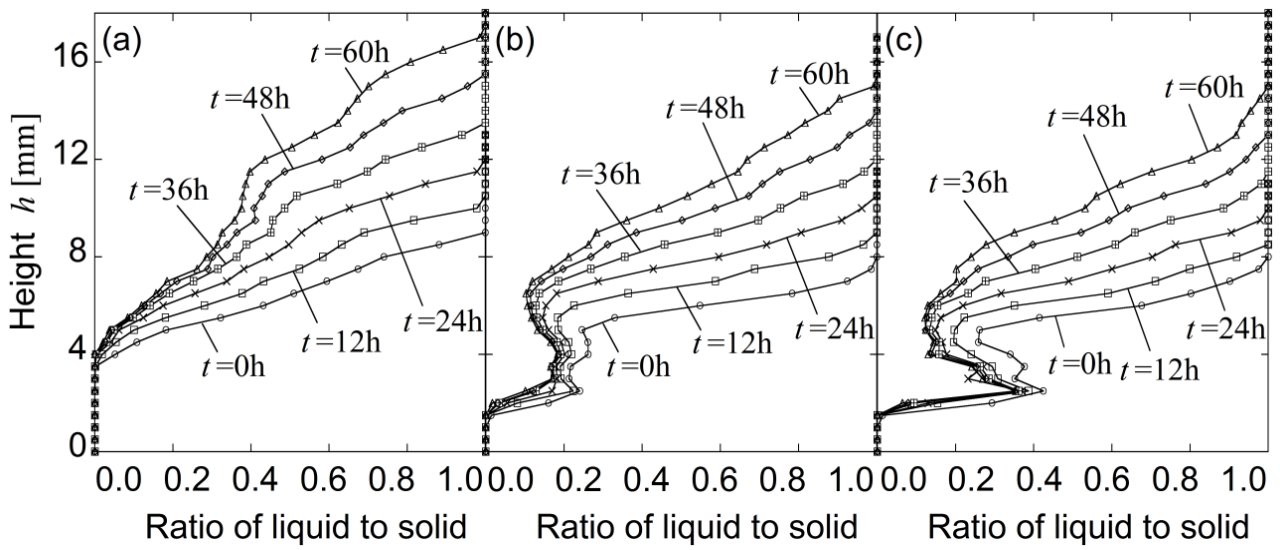 (a)
(b)
(c)
16
12
8
4
0
Height h [mm]
t=60h
t=48h
t=36h
t=24h
t=12h
t=0h
t=60h
t=48h
t=36h
t=24h
t=12h
t=0h
t=60h
t=48h
t=36h
t=24h
t=12h
t=0h
0.0 0.2 0.4 0.6 0.8 1.0
0.0 0.2 0.4 0.6 0.8 1.0
0.0 0.2 0.4 0.6 0.8 1.0
Ratio of liquid to solid
Ratio of liquid to solid
Ratio of liquid to solid